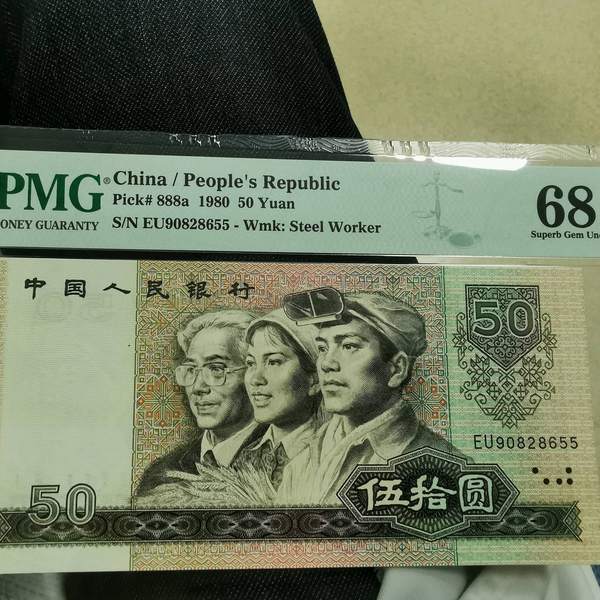 PMG® China / People's Republic
Pick# 888a 1980 50 Yuan
S/N EU90828655 - Wmk: Steel Worker
ONEY GUARANTY
68
Superb Gem Unc
中国人民银行
50
EU90828655
50
伍拾圆